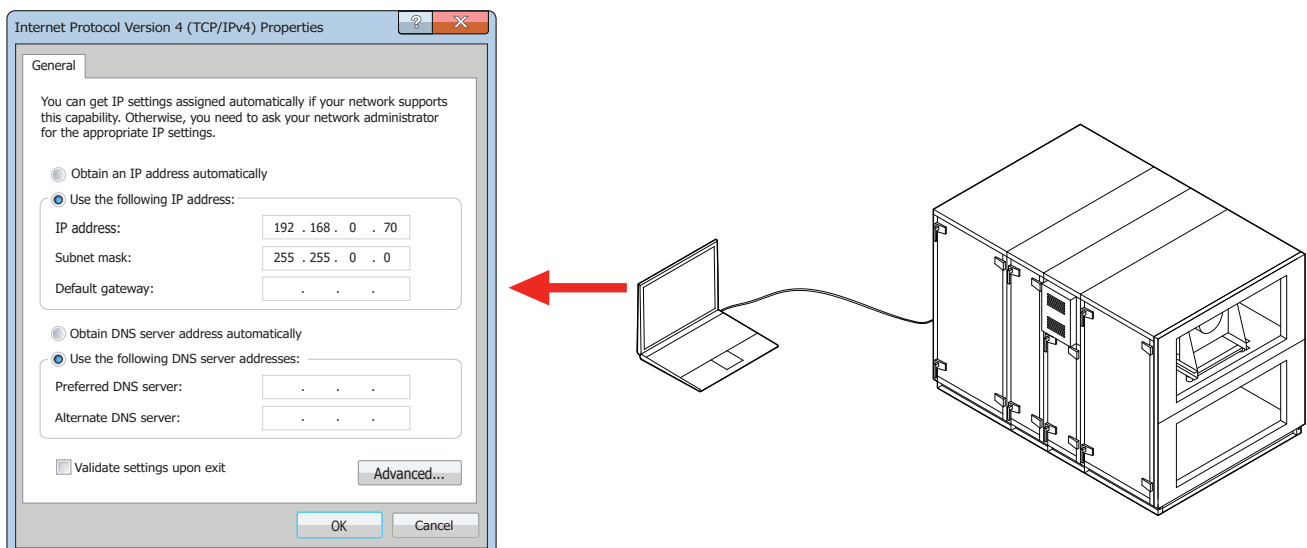 Internet Protocol Version 4 (TCP/IPv4) Properties
?
X
General
You can get IP settings assigned automatically if your network supports
this capability. Otherwise, you need to ask your network administrator
for the appropriate IP settings.
Obtain an IP address automatically
Use the following IP address:
IP address: 192 . 168 . 0 . 70
Subnet mask: 255 . 255 . 0 . 0
Default gateway: . . .
Obtain DNS server address automatically
Use the following DNS server addresses:
Preferred DNS server: . . .
Alternate DNS server: . . .
Validate settings upon exit
Advanced...
OK Cancel